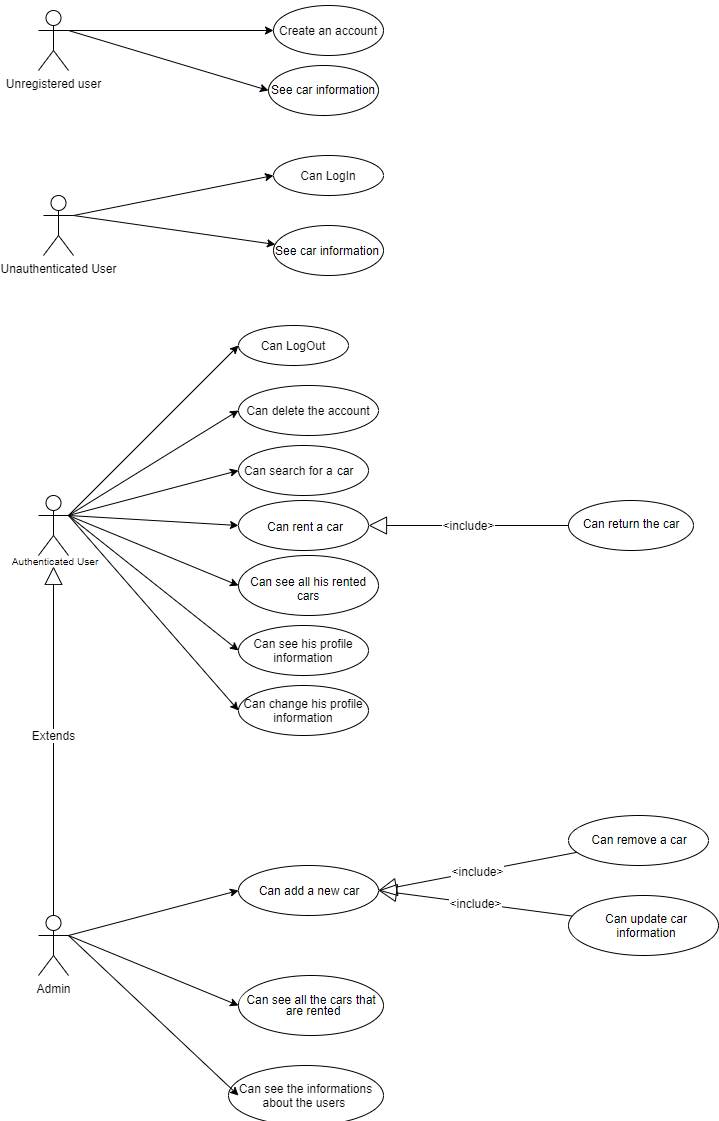 Create an account
Unregistered user
See car information
Can LogIn
Unauthenticated User
See car information
Can LogOut
Can delete the account
Can search for a car
Can rent a car
<include>
Can return the car
Authenticated User
Can see all his rented
cars
Can see his profile
information
Can change his profile
information
Extends
Can remove a car
<include>
Can add a new car
<include>
Can update car
information
Admin
Can see all the cars that
are rented
Can see the informations
about the users